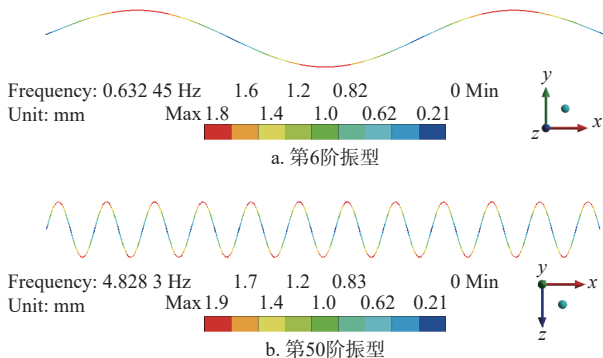 Frequency: 0.632 45 Hz 1.6 1.2 0.82 0 Min
Unit: mm Max 1.8 1.4 1.0 0.62 0.21
y
z x
a. 第6阶振型
Frequency: 4.828 3 Hz 1.7 1.2 0.83 0 Min
Unit: mm Max 1.9 1.4 1.0 0.62 0.21
y x
z
b. 第50阶振型